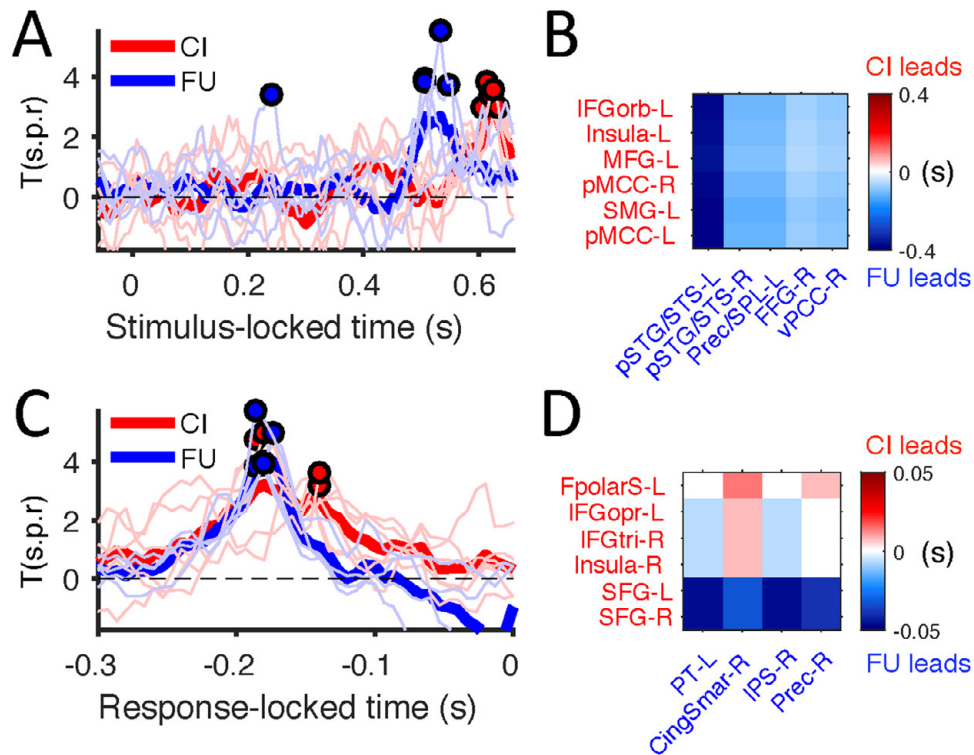 A
CI
FU
T(s.p.r)
4
2
0
0
0.2
0.4
0.6
Stimulus-locked time (s)
B
CI leads
IFGorb-L
Insula-L
MFG-L
pMCC-R
SMG-L
pMCC-L
0.4
0
(s)
-0.4
FU leads
pSTG/STS-L
pSTG/STS-R
Prec/SPL-L
FFG-R
vPCC-R
C
CI
FU
T(s.p.r)
4
2
0
-0.3
-0.2
-0.1
0
Response-locked time (s)
D
CI leads
FpolarS-L
IFGopr-L
IFGtri-R
Insula-R
SFG-L
SFG-R
0.05
0
(s)
-0.05
FU leads
PT-L
CingSmar-R
IPS-R
Prec-R